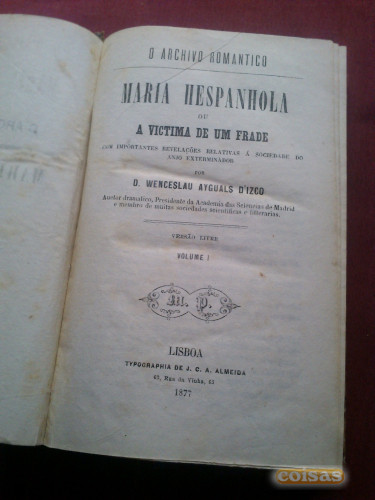 O ARCHIVO ROMANTICO
MARIA HESPANHOLA
OU
A VICTIMA DE UM FRADE
COM IMPORTANTES REVELAÇÕES RELATIVAS Á SOCIEDADE DO
ANJO EXTERMINADOR
POR
D. WENCESLAU AYGUALS D'IZCO
Auctor dramatico, Presidente da Academia das Sciencias de Madrid
e membro de muitas sociedades scientificas e litterarias.
VERSÃO LIVRE
VOLUME I
M. P.
LISBOA
TYPOGRAPHIA DE J. C. A. ALMEIDA
Rua da Vinha
1877
coisas